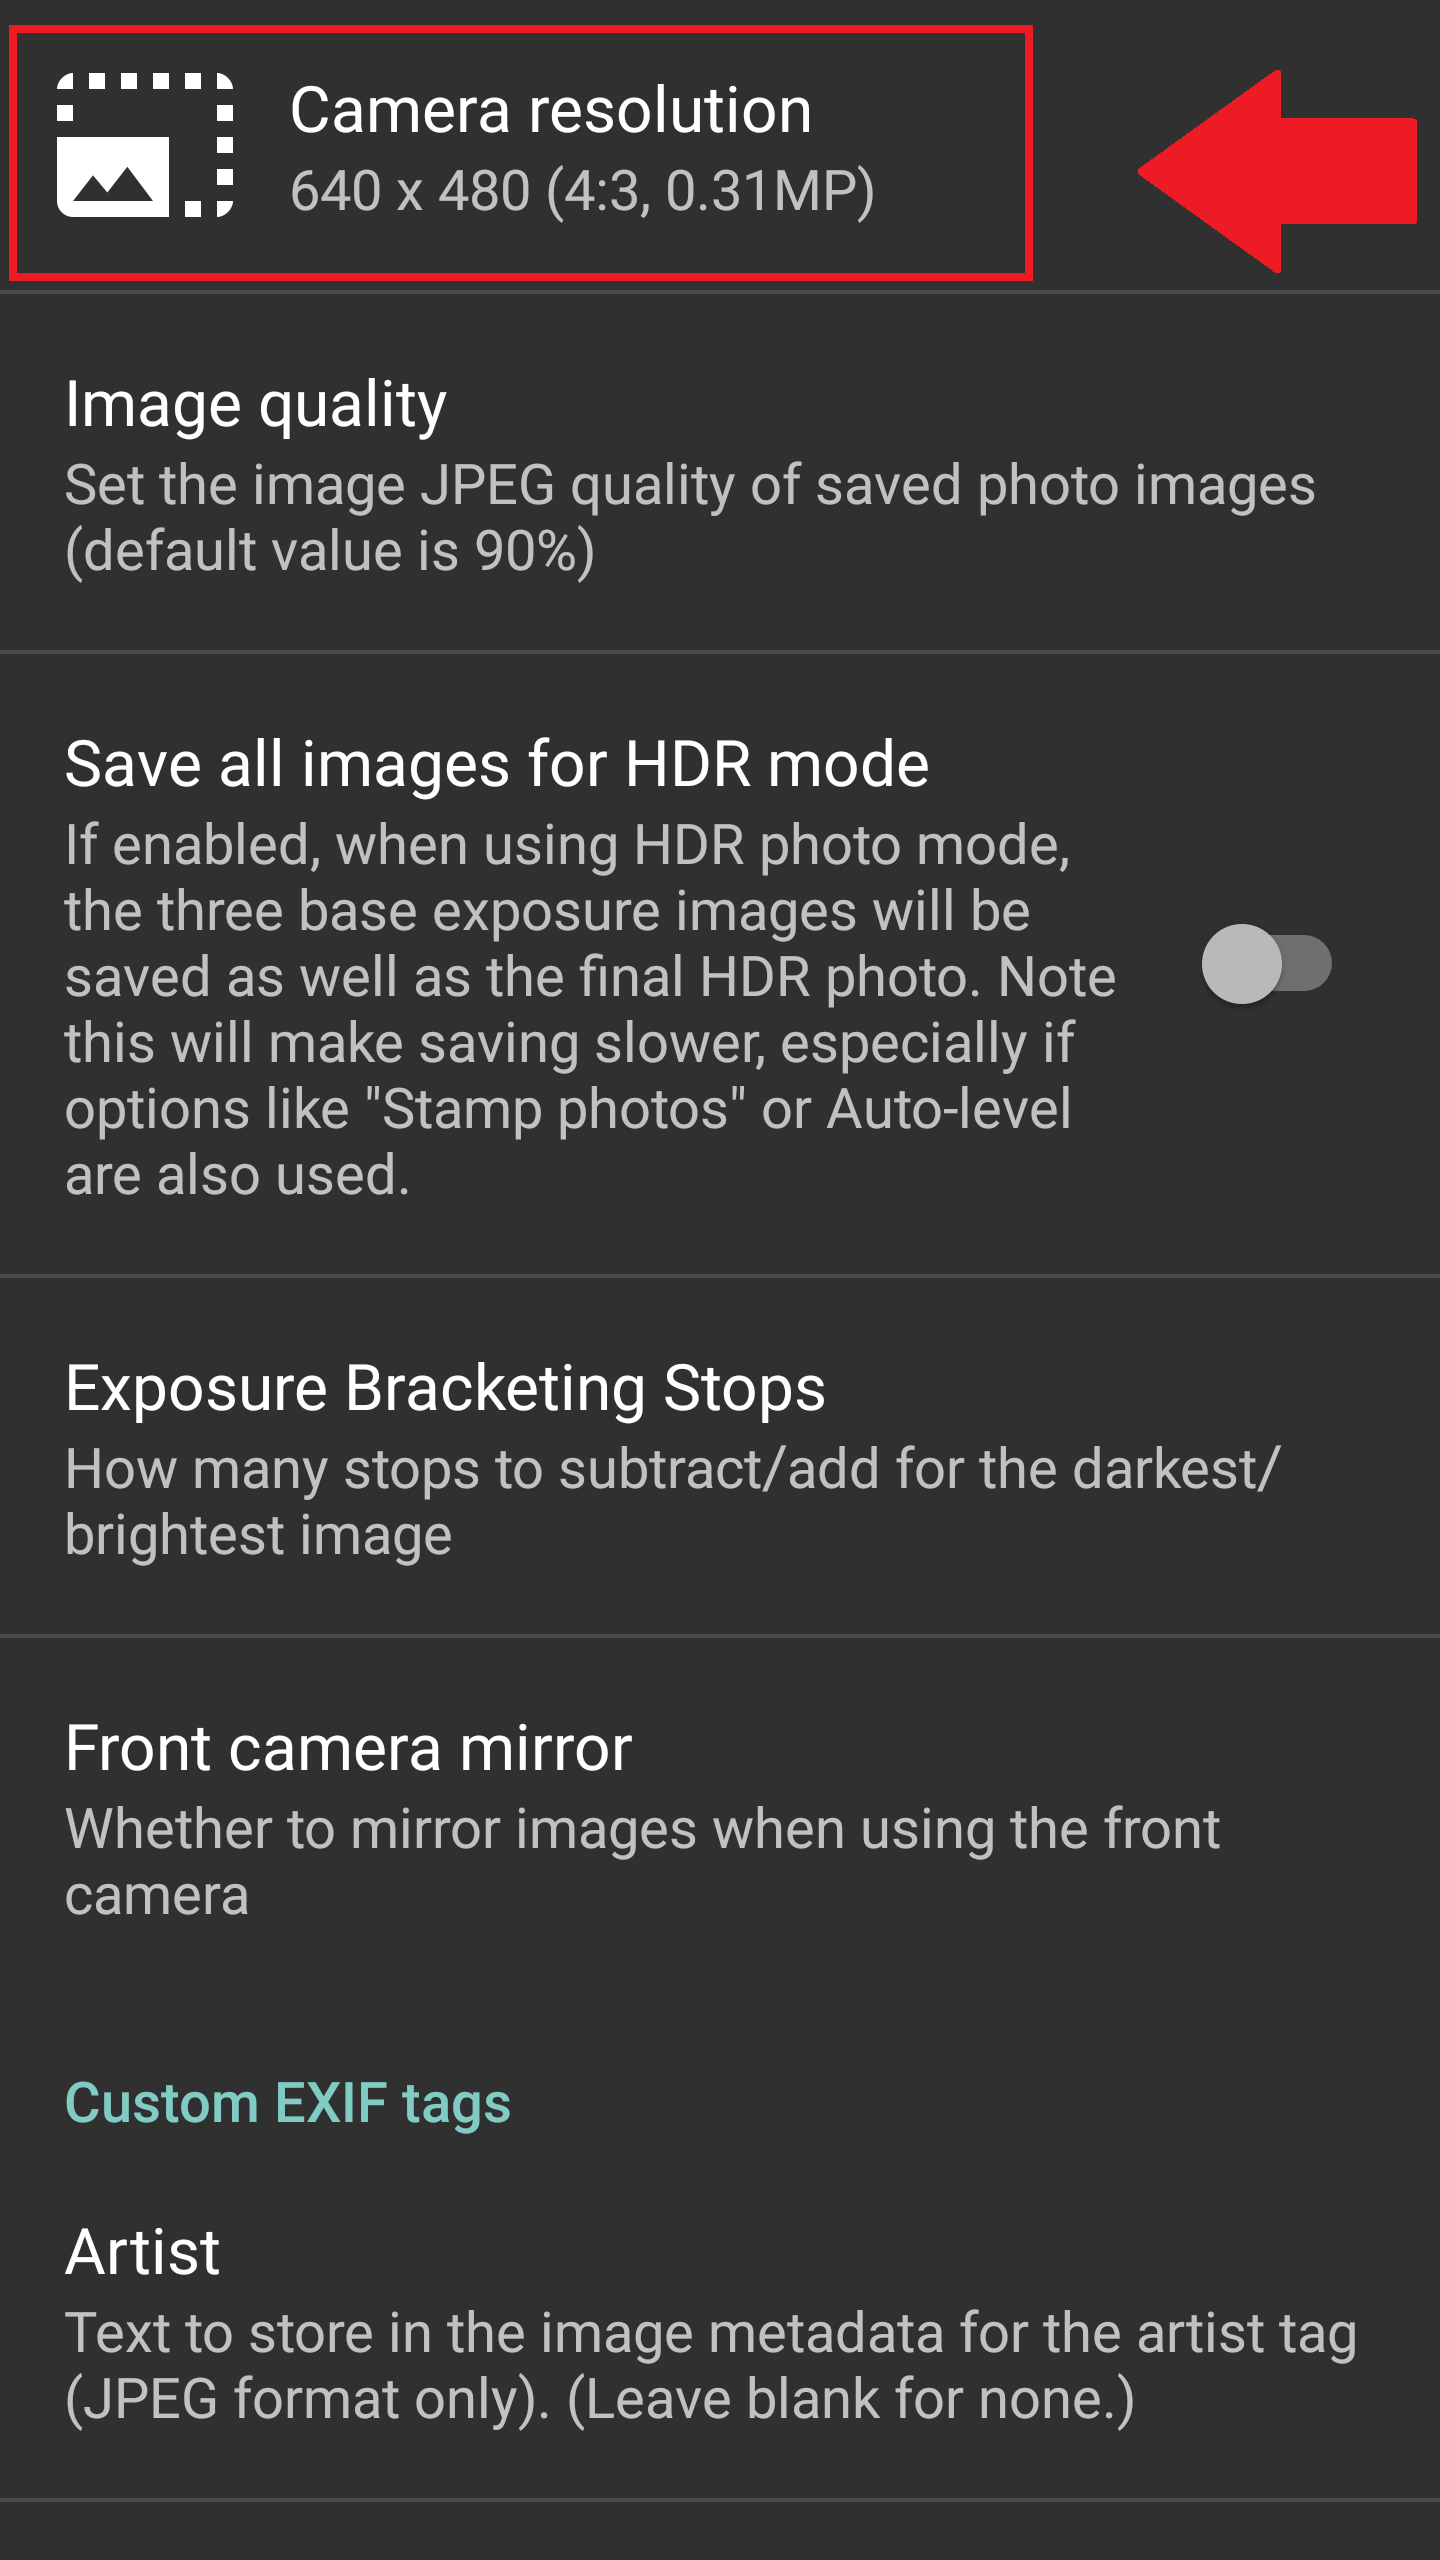 Camera resolution
640 x 480 (4:3, 0.31MP)
Image quality
Set the image JPEG quality of saved photo images
(default value is 90%)
Save all images for HDR mode
If enabled, when using HDR photo mode,
the three base exposure images will be
saved as well as the final HDR photo. Note
this will make saving slower, especially if
options like "Stamp photos" or Auto-level
are also used.
Exposure Bracketing Stops
How many stops to subtract/add for the darkest/
brightest image
Front camera mirror
Whether to mirror images when using the front
camera
Custom EXIF tags
Artist
Text to store in the image metadata for the artist tag
(JPEG format only). (Leave blank for none.)